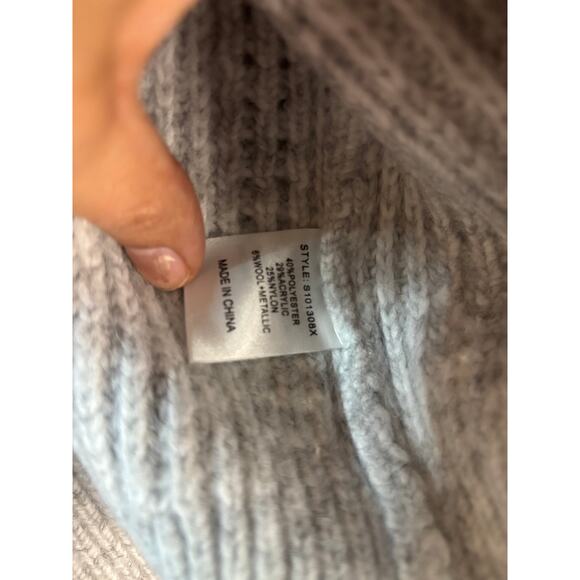 STYLE: S10130BX
40%POLYESTER
29%ACRYLIC
25%NYLON
6%WOOL+METALLIC
MADE IN CHINA